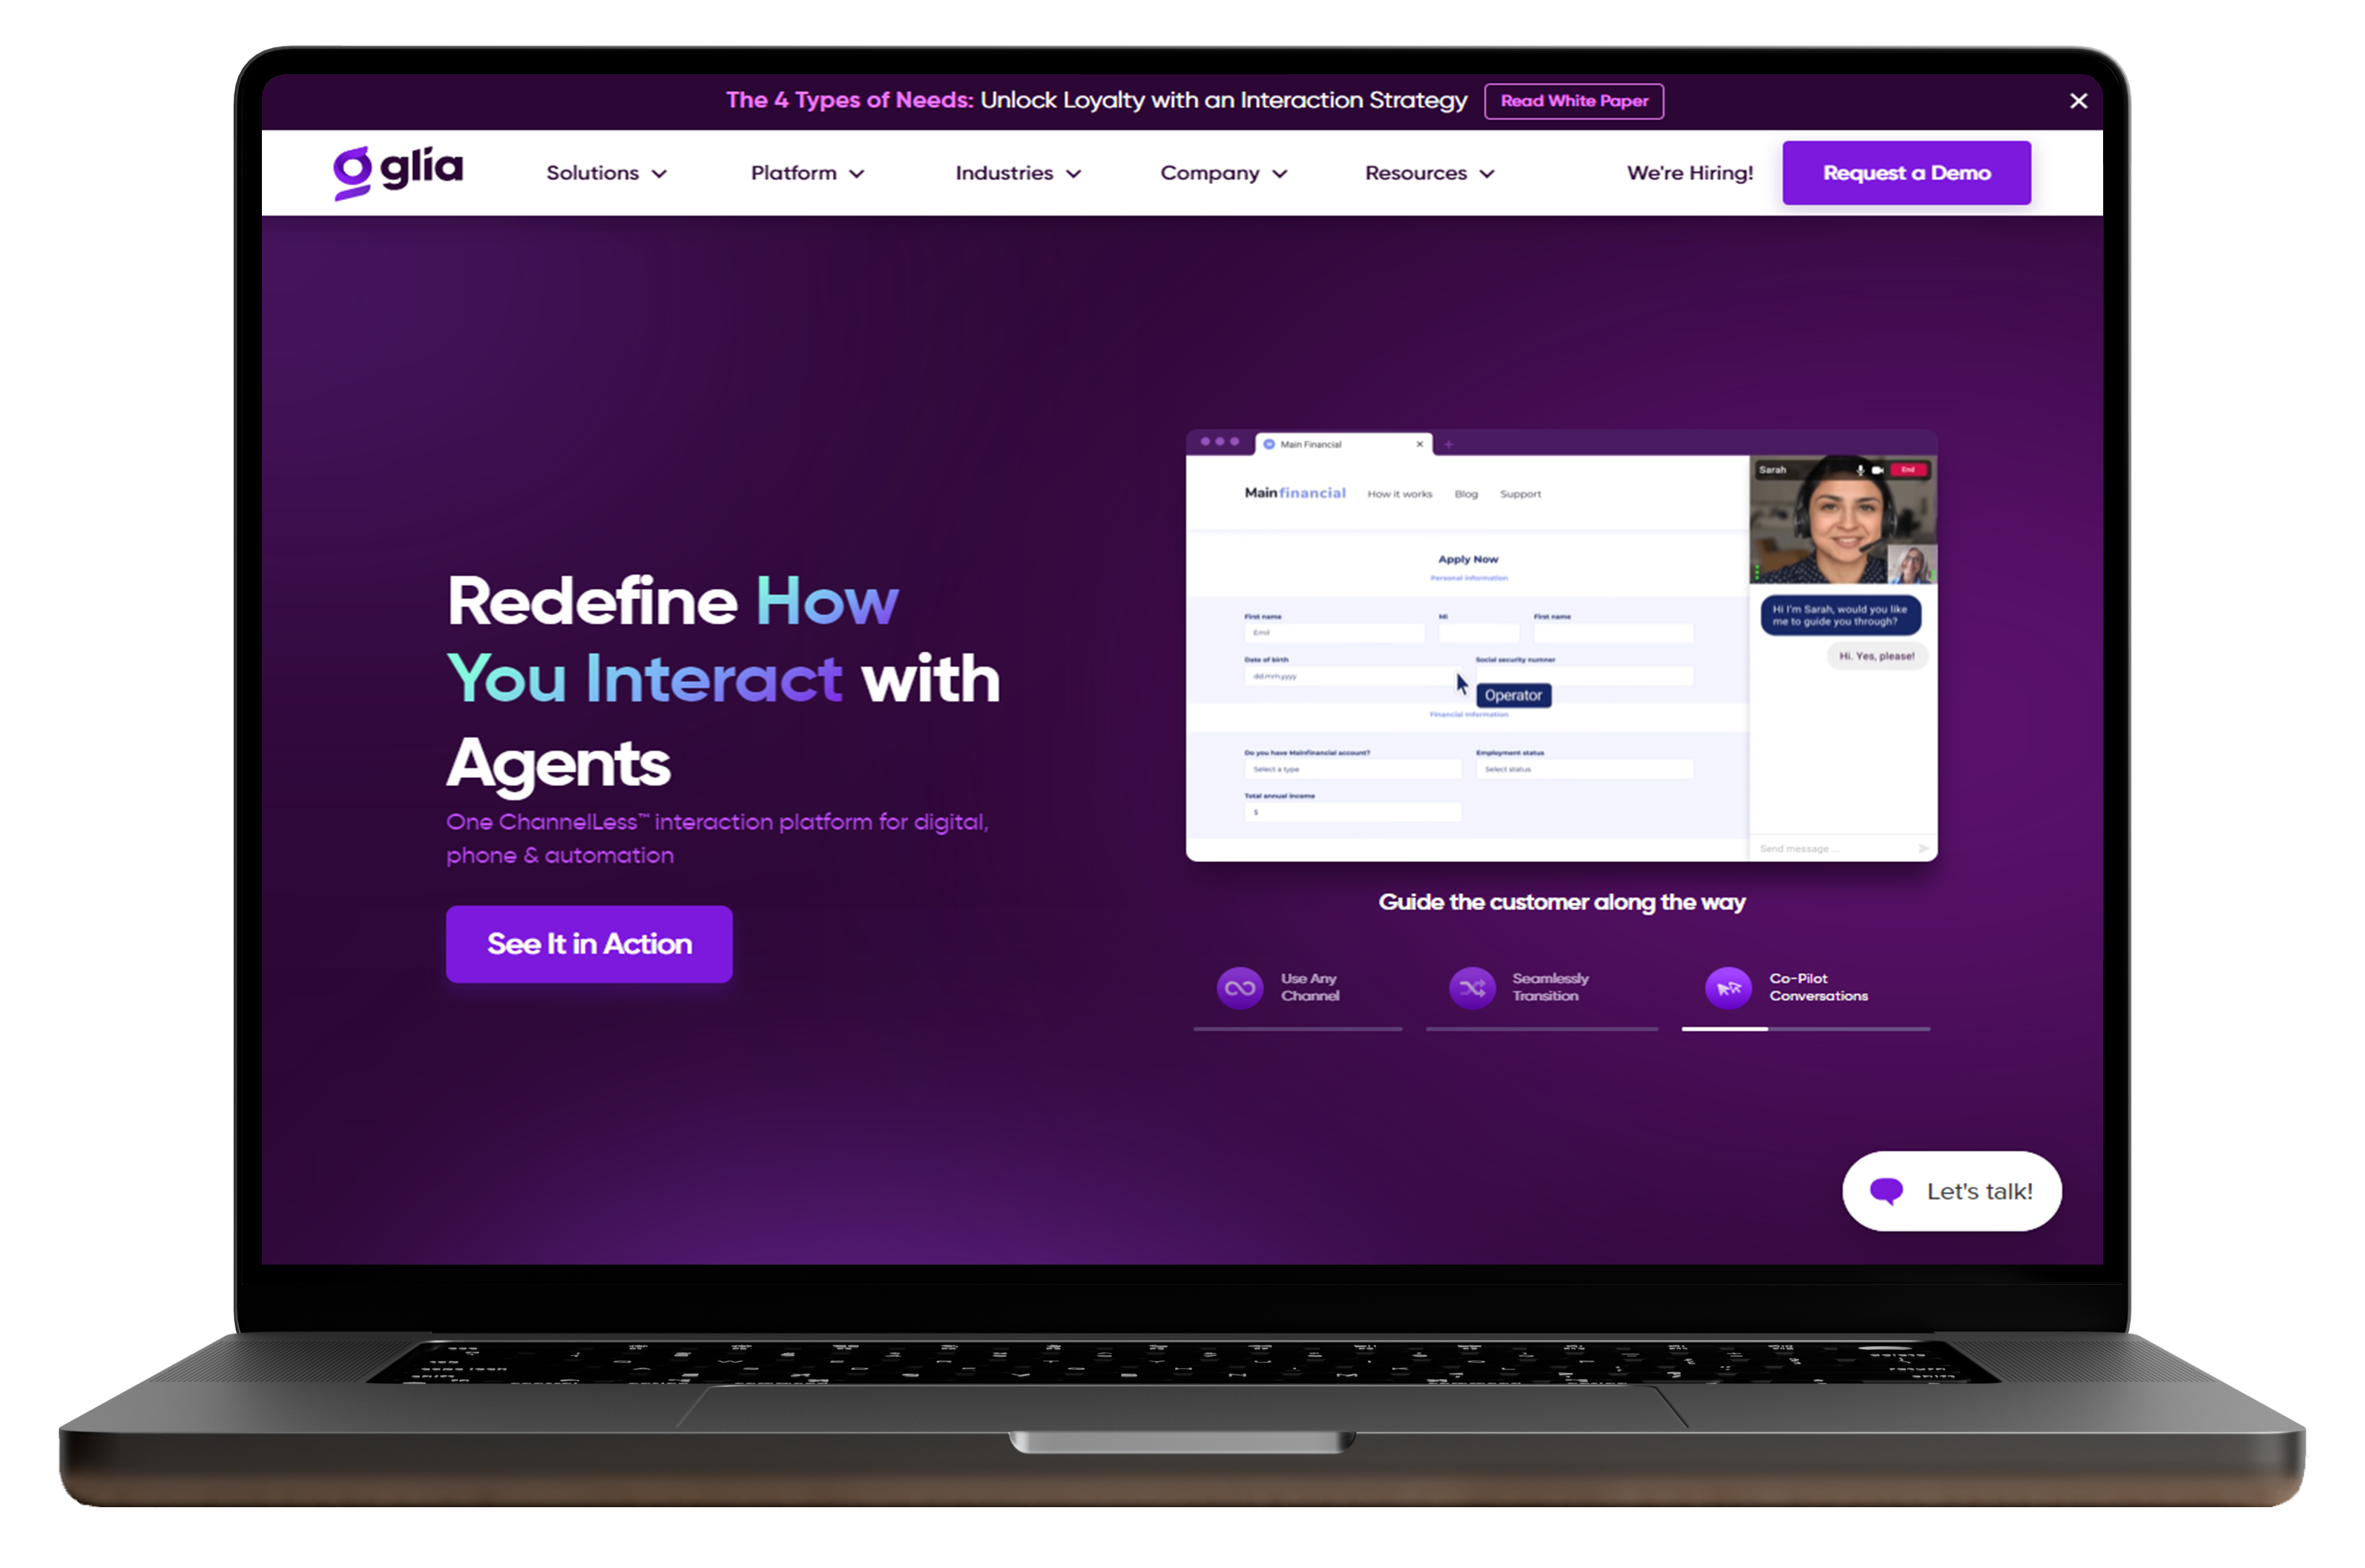 The 4 Types of Needs: Unlock Loyalty with an Interaction Strategy Read White Paper
glia Solutions Platform Industries Company Resources We're Hiring! Request a Demo
Redefine How
You Interact with
Agents
One ChannelLess™ interaction platform for digital,
phone & automation
See It in Action
Main Financial
Mainfinancial How it works Blog Support
Apply Now
Personal Information
First name MI First name
Emil
Date of birth Social security numner
dd.mm.yyyy
Operator
Financial Information
Do you have Mainfinancial account? Employment status
Select a type Select status
Total annual income
$
Sarah End
Hi I'm Sarah, would you like
me to guide you through?
Hi. Yes, please!
Send message ...
Guide the customer along the way
Use Any
Channel
Seamlessly
Transition
Co-Pilot
Conversations
Let's talk!